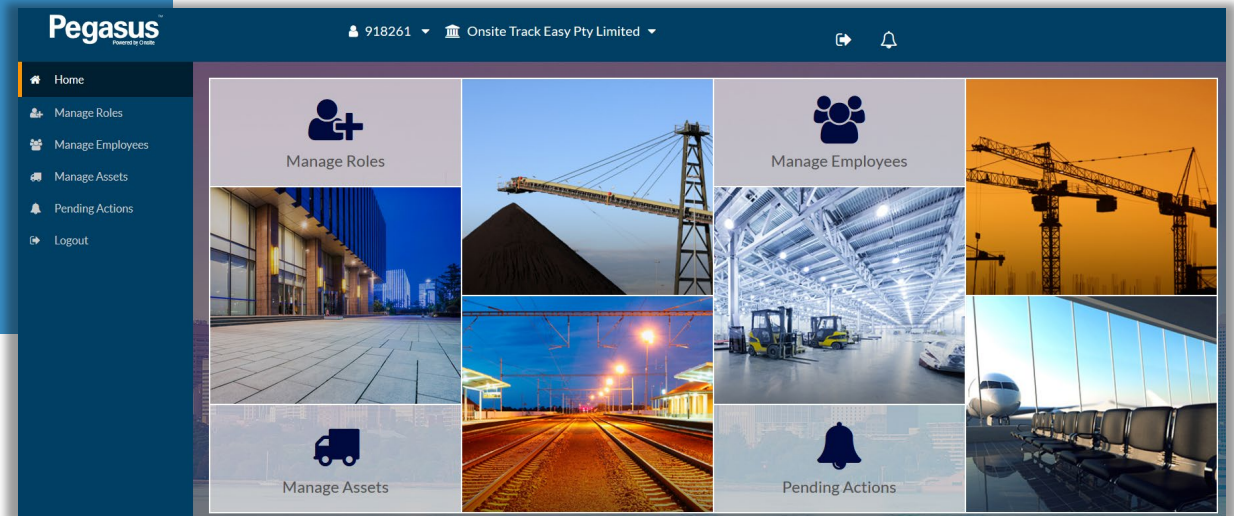 Pegasus™
Powered by Onsite
918261
Onsite Track Easy Pty Limited
Home
Manage Roles
Manage Employees
Manage Assets
Pending Actions
Logout
Manage Roles
Manage Employees
Manage Assets
Pending Actions